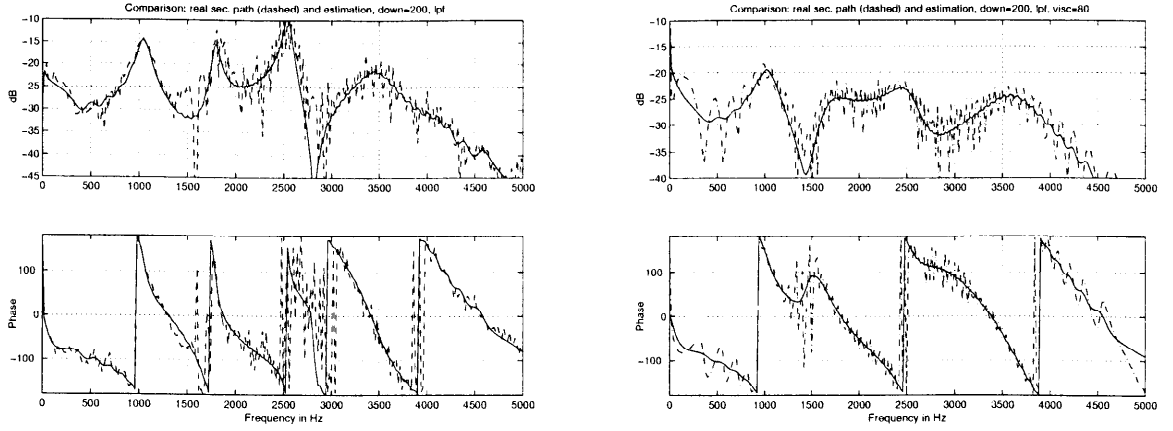 Comparison: real sec. path (dashed) and estimation, down=200, lpf
-10
-15
-20
-25
-30
-35
-40
-45
dB
0 500 1000 1500 2000 2500 3000 3500 4000 4500 5000
100
0
-100
Phase
0 500 1000 1500 2000 2500 3000 3500 4000 4500 5000
Frequency in Hz
Comparison: real sec. path (dashed) and estimation, down=200, lpf. visc=80
-10
-15
-20
-25
-30
-35
-40
dB
0 500 1000 1500 2000 2500 3000 3500 4000 4500 5000
100
0
-100
Phase
0 500 1000 1500 2000 2500 3000 3500 4000 4500 5000
Frequency in Hz